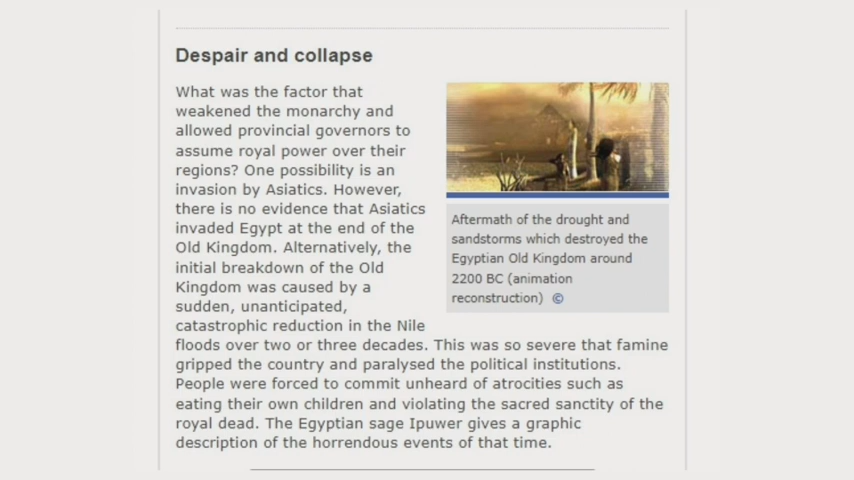 Despair and collapse
What was the factor that
weakened the monarchy and
allowed provincial governors to
assume royal power over their
regions? One possibility is an
invasion by Asiatics. However,
there is no evidence that Asiatics
invaded Egypt at the end of the
Old Kingdom. Alternatively, the
initial breakdown of the Old
Kingdom was caused by a
sudden, unanticipated,
catastrophic reduction in the Nile
floods over two or three decades. This was so severe that famine
gripped the country and paralysed the political institutions.
People were forced to commit unheard of atrocities such as
eating their own children and violating the sacred sanctity of the
royal dead. The Egyptian sage Ipuwer gives a graphic
description of the horrendous events of that time.
Aftermath of the drought and
sandstorms which destroyed the
Egyptian Old Kingdom around
2200 BC (animation
reconstruction) ©